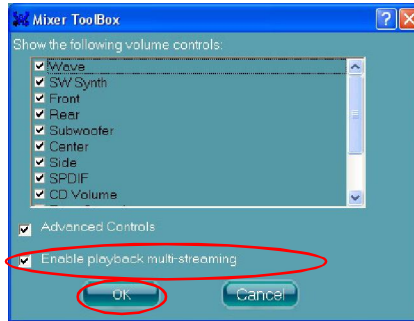 Mixer ToolBox
Show the following volume controls:
Wave
SW Synth
Front
Rear
Subwoofer
Center
Side
SPDIF
CD Volume
Advanced Controls
Enable playback multi-streaming
OK
Cancel